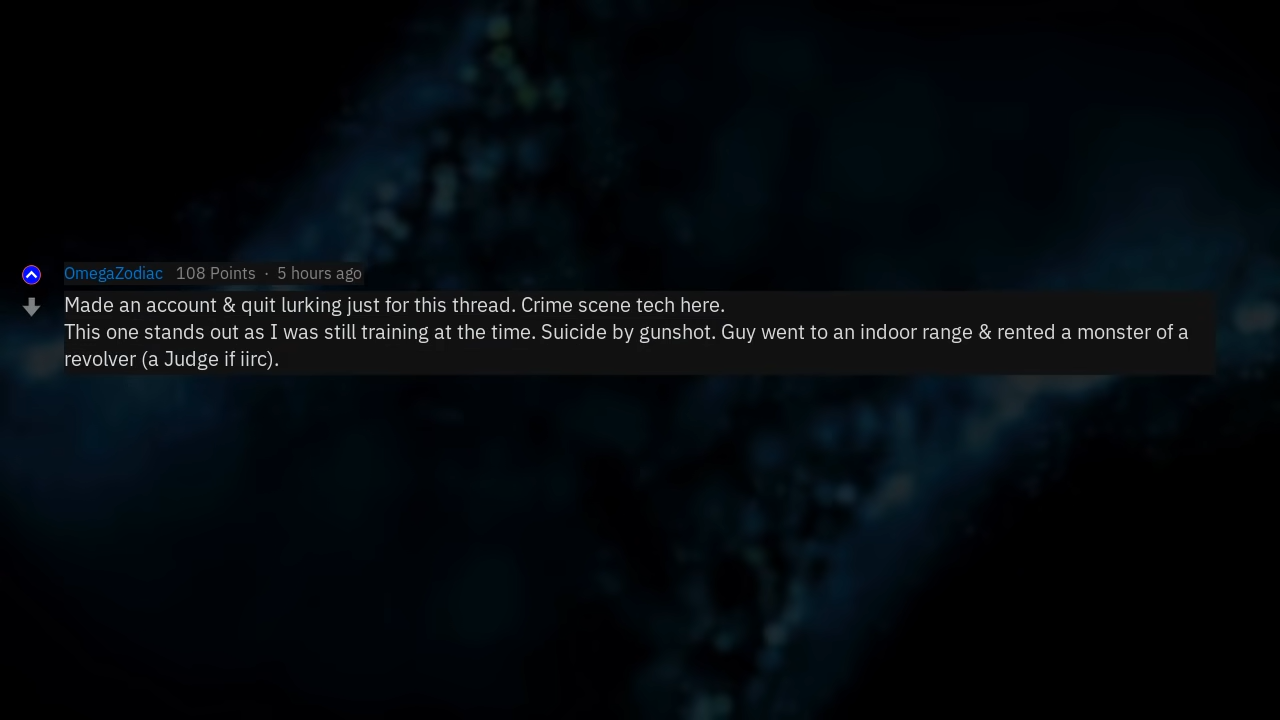 OmegaZodiac 108 Points · 5 hours ago
Made an account & quit lurking just for this thread. Crime scene tech here.
This one stands out as I was still training at the time. Suicide by gunshot. Guy went to an indoor range & rented a monster of a
revolver (a Judge if iirc).